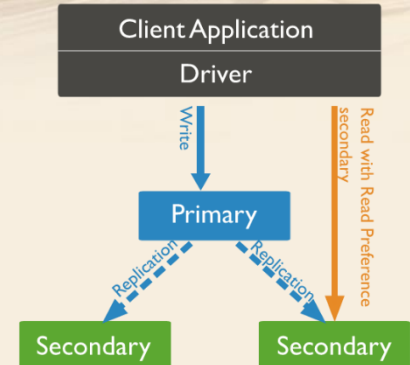 Client Application
Driver
Write
Read with Read Preference
secondary
Primary
Replication
Replication
Secondary
Secondary